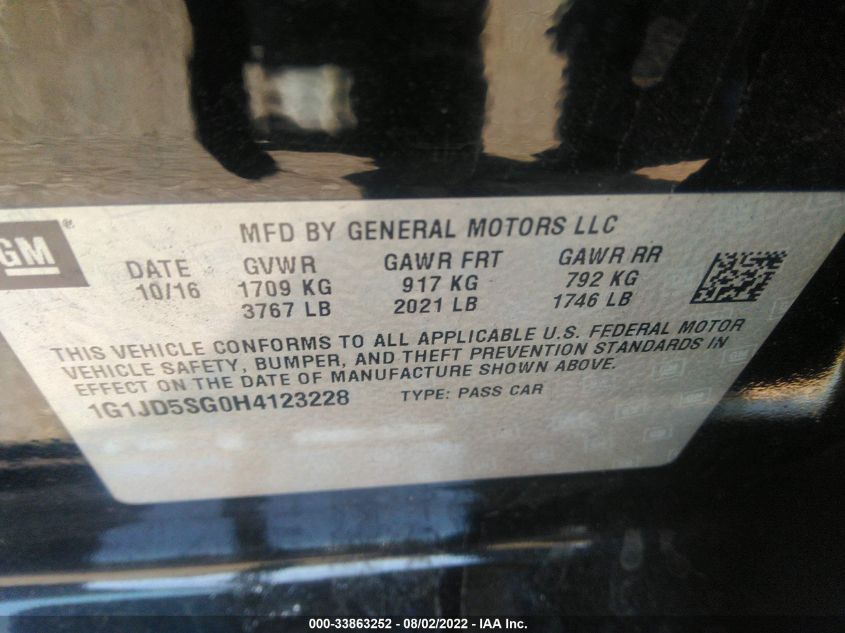 GM®
MFD BY GENERAL MOTORS LLC
DATE GVWR GAWR FRT GAWR RR
10/16 1709 KG 917 KG 792 KG
3767 LB 2021 LB 1746 LB
THIS VEHICLE CONFORMS TO ALL APPLICABLE U.S. FEDERAL MOTOR
VEHICLE SAFETY, BUMPER, AND THEFT PREVENTION STANDARDS IN
EFFECT ON THE DATE OF MANUFACTURE SHOWN ABOVE.
1G1JD5SG0H4123228 TYPE: PASS CAR
000-33863252 - 08/02/2022 - IAA Inc.